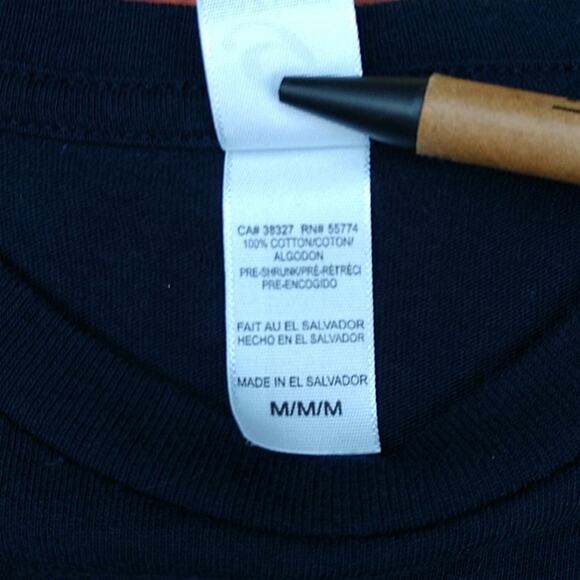 CA# 38327 RN# 55774
100% COTTON/COTON/
ALGODON
PRE-SHRUNK/PRÉ-RÉTRÉCI
PRE-ENCOGIDO
FAIT AU EL SALVADOR
HECHO EN EL SALVADOR
MADE IN EL SALVADOR
M/M/M